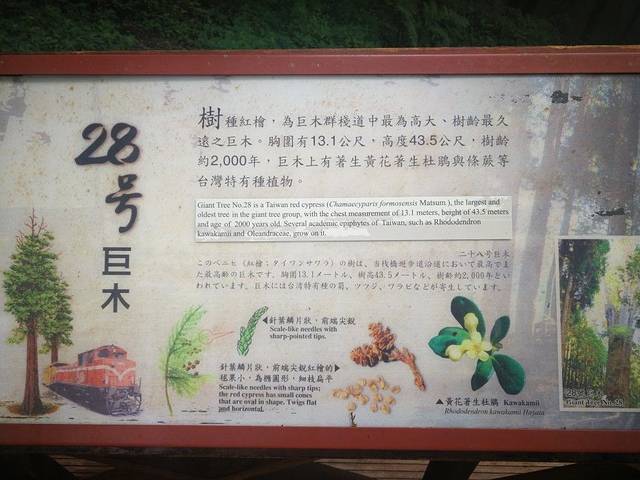 28
号
巨
木
樹種紅檜，為巨木群棧道中最為高大、樹齡最久
遠之巨木。胸圍有13.1公尺，高度43.5公尺，樹齡
約2,000年，巨木上有著生黃花著生杜鵑與條蕨等
台灣特有種植物。
Giant Tree No.28 is a Taiwan red cypress (Chamaecyparis formosensis Matsum.), the largest and
oldest tree in the giant tree group, with the chest measurement of 13.1 meters, height of 43.5 meters
and age of 2000 years old. Several academic epiphytes of Taiwan, such as Rhododendron
kawakamii and Oleandraceae, grow on it.
二十八号巨木
このベニヒ（紅檜；タイワンサワラ）の樹は、当桟橋遊歩道沿道において最高でま
た最高齢の巨木です。胸囲13.1メートル、樹高43.5メートル、樹齢約2,000年とい
われています。巨木には台湾特有種の菊、ツツジ、ワラビなどが寄生しています。
◀針葉鱗片狀，前端尖銳
Scale-like needles with
sharp-pointed tips.
針葉鱗片狀，前端尖銳紅檜的▶
毬果小，為橢圓形，細枝扁平
Scale-like needles with sharp tips;
the red cypress has small cones
that are oval in shape. Twigs flat
and horizontal.
▲黃花著生杜鵑 Kawakamii
Rhododendron kawakamii Hayata
28號巨木
Giant Tree No.28